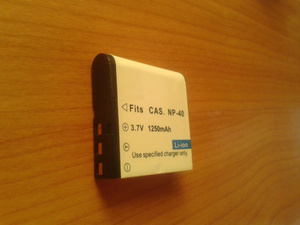 Fits CAS. NP-40
3.7V 1250mAh
Li-ion
Use specified charger only.